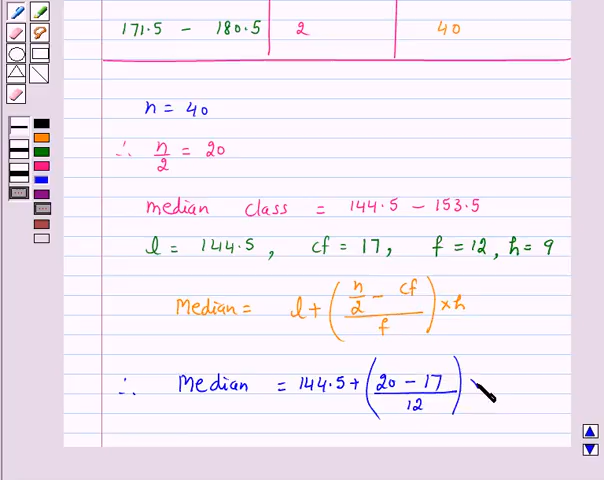 171.5 - 180.5 2 40
n = 40
∴ n/2 = 20
median class = 144.5 - 153.5
l = 144.5, cf = 17, f = 12, h = 9
Median = l + ( (n/2 - cf) / f ) × h
∴ Median = 144.5 + ( (20 - 17) / 12 )